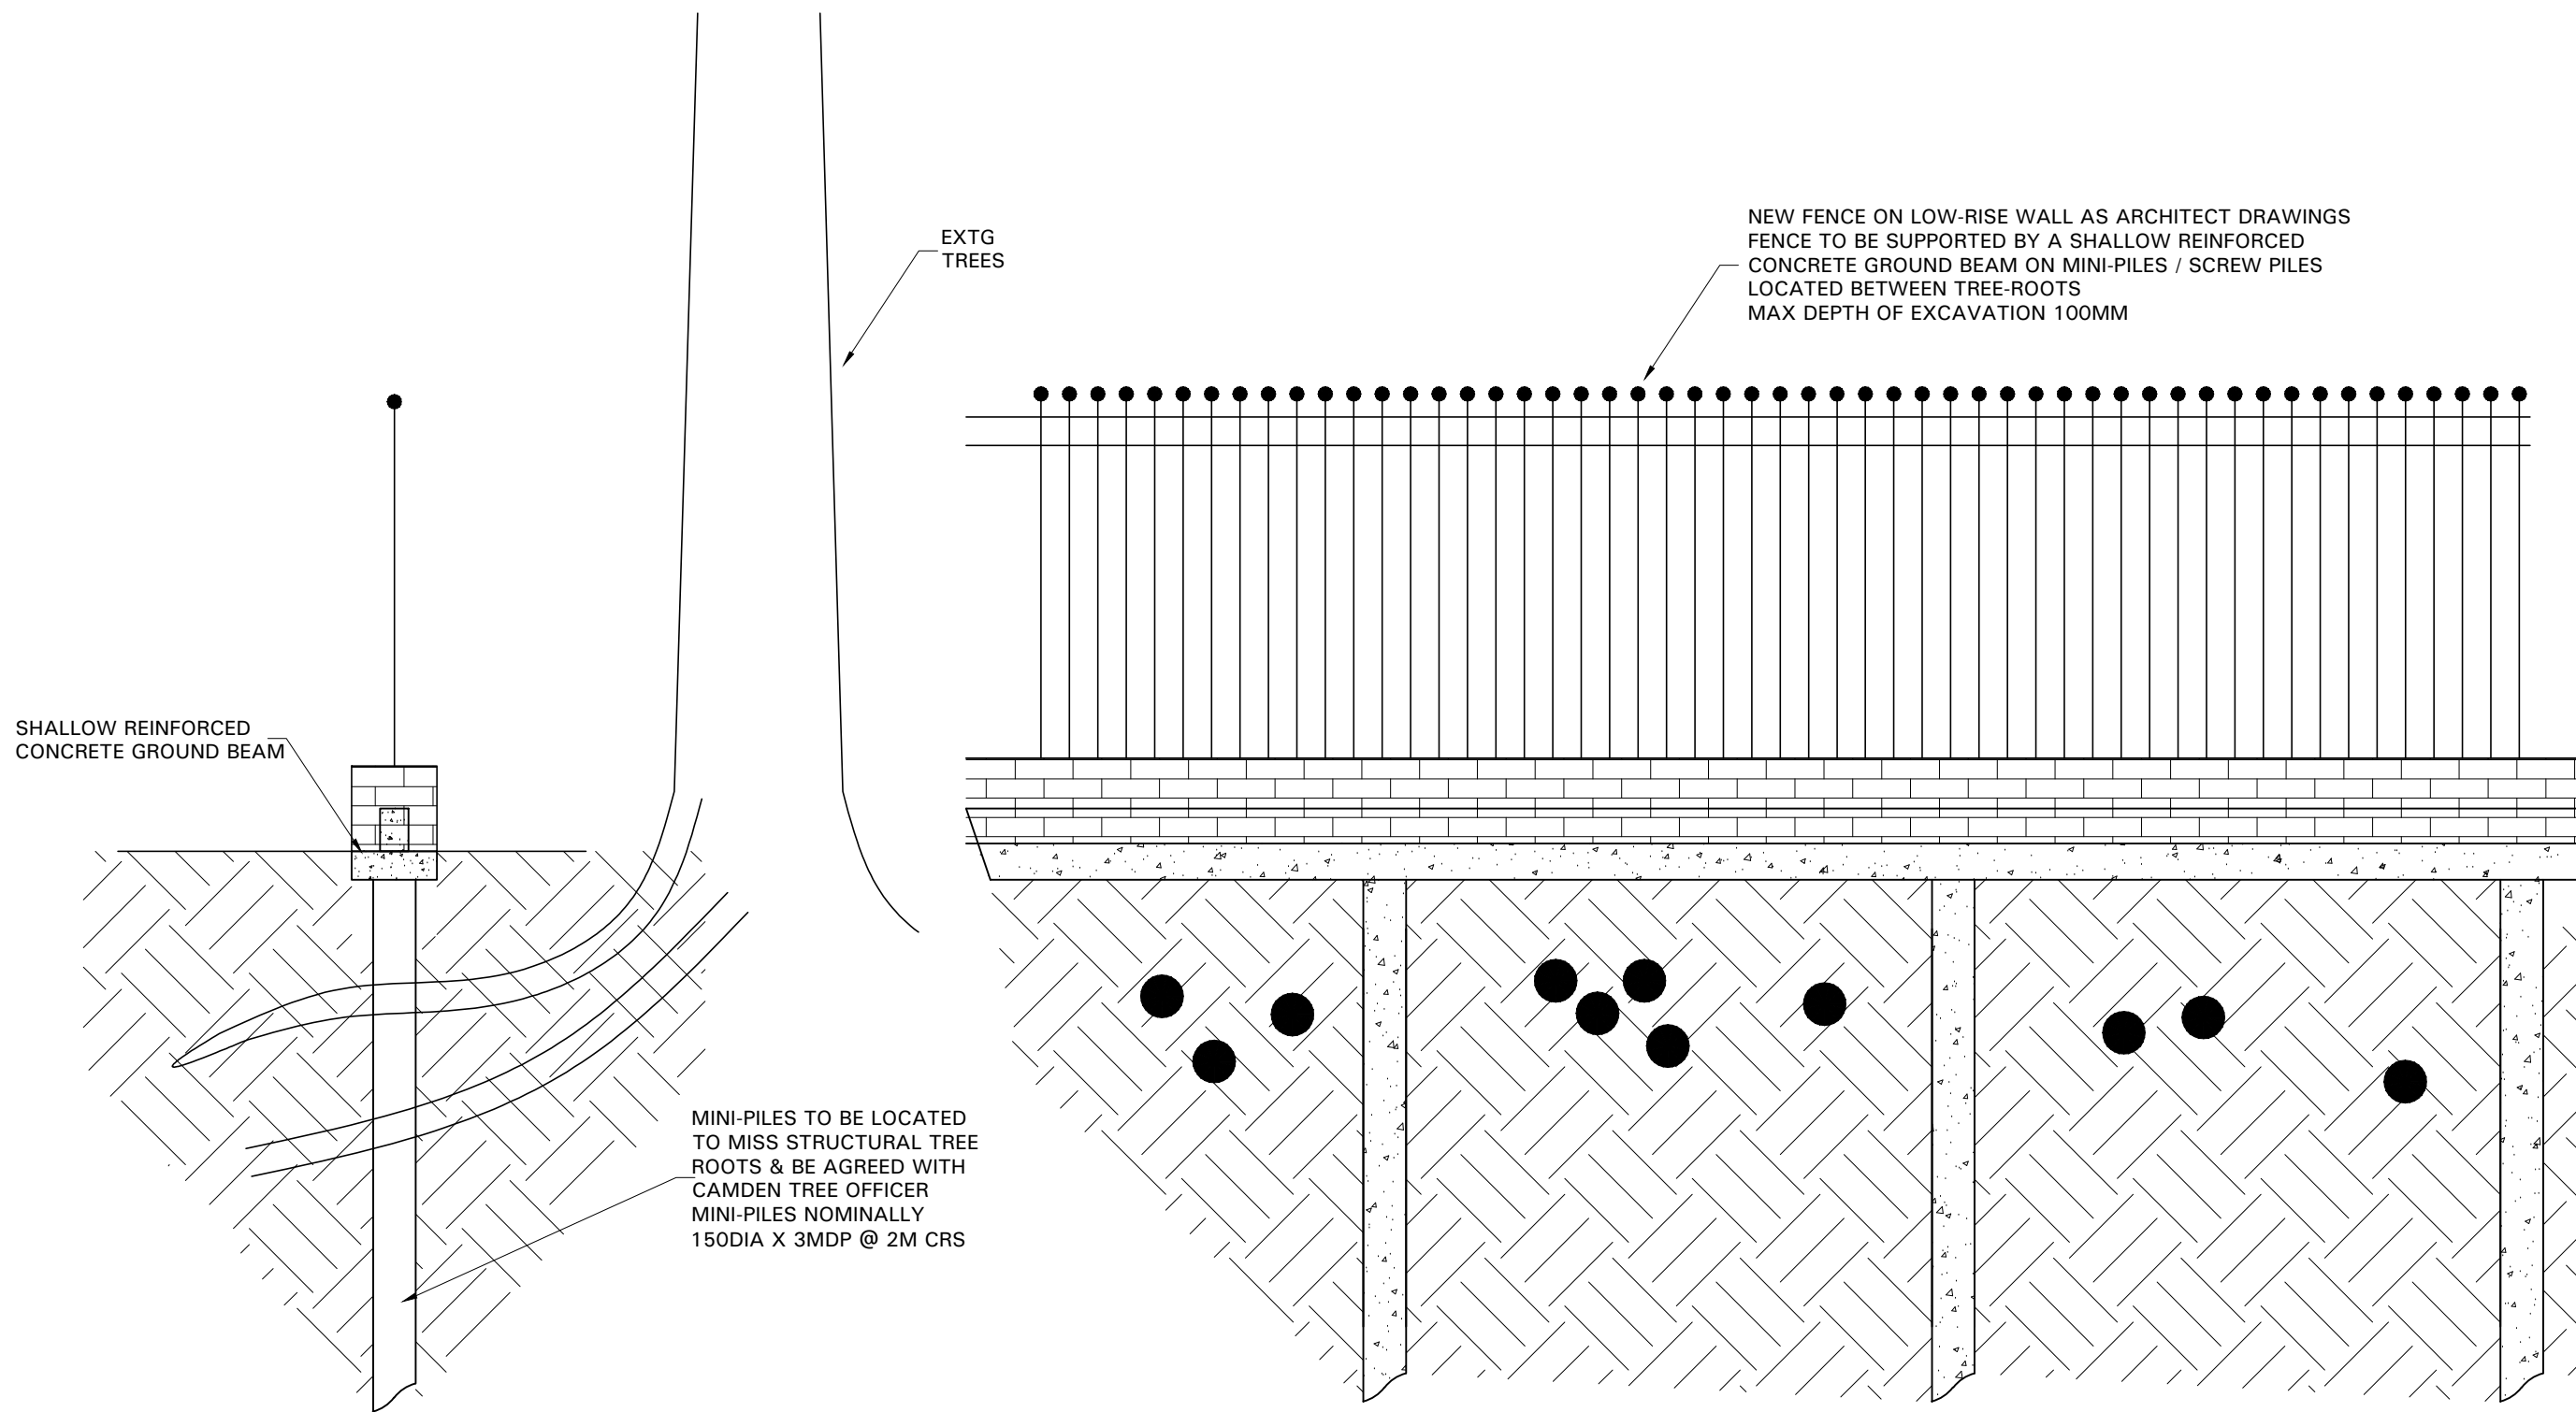 EXTG
TREES
NEW FENCE ON LOW-RISE WALL AS ARCHITECT DRAWINGS
FENCE TO BE SUPPORTED BY A SHALLOW REINFORCED
CONCRETE GROUND BEAM ON MINI-PILES / SCREW PILES
LOCATED BETWEEN TREE-ROOTS
MAX DEPTH OF EXCAVATION 100MM
SHALLOW REINFORCED
CONCRETE GROUND BEAM
MINI-PILES TO BE LOCATED
TO MISS STRUCTURAL TREE
ROOTS & BE AGREED WITH
CAMDEN TREE OFFICER
MINI-PILES NOMINALLY
150DIA X 3MDP @ 2M CRS